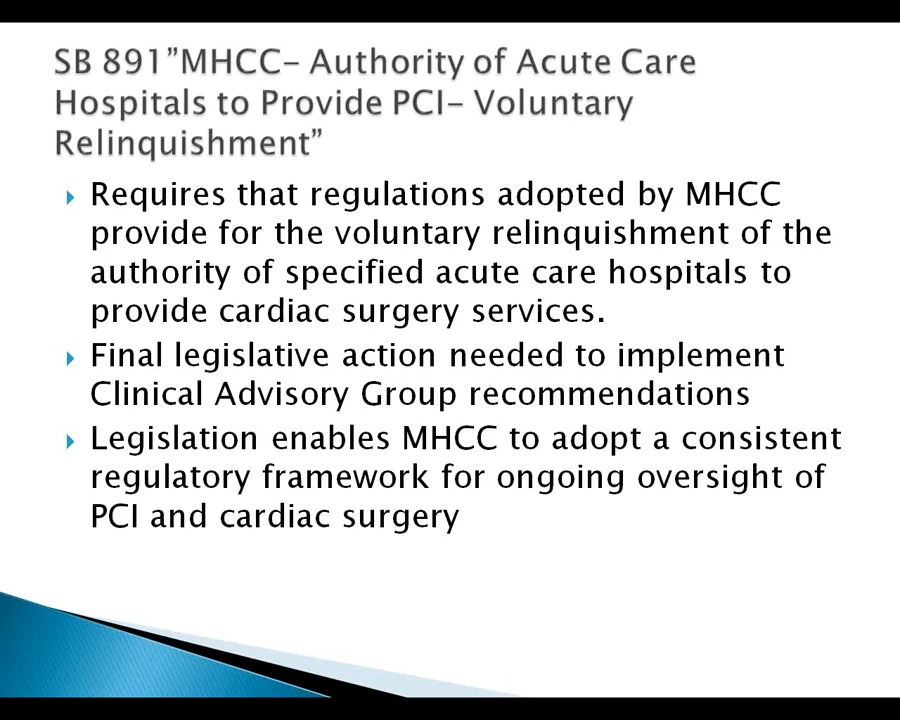 SB 891”MHCC– Authority of Acute Care
Hospitals to Provide PCI– Voluntary
Relinquishment”
Requires that regulations adopted by MHCC
provide for the voluntary relinquishment of the
authority of specified acute care hospitals to
provide cardiac surgery services.
Final legislative action needed to implement
Clinical Advisory Group recommendations
Legislation enables MHCC to adopt a consistent
regulatory framework for ongoing oversight of
PCI and cardiac surgery